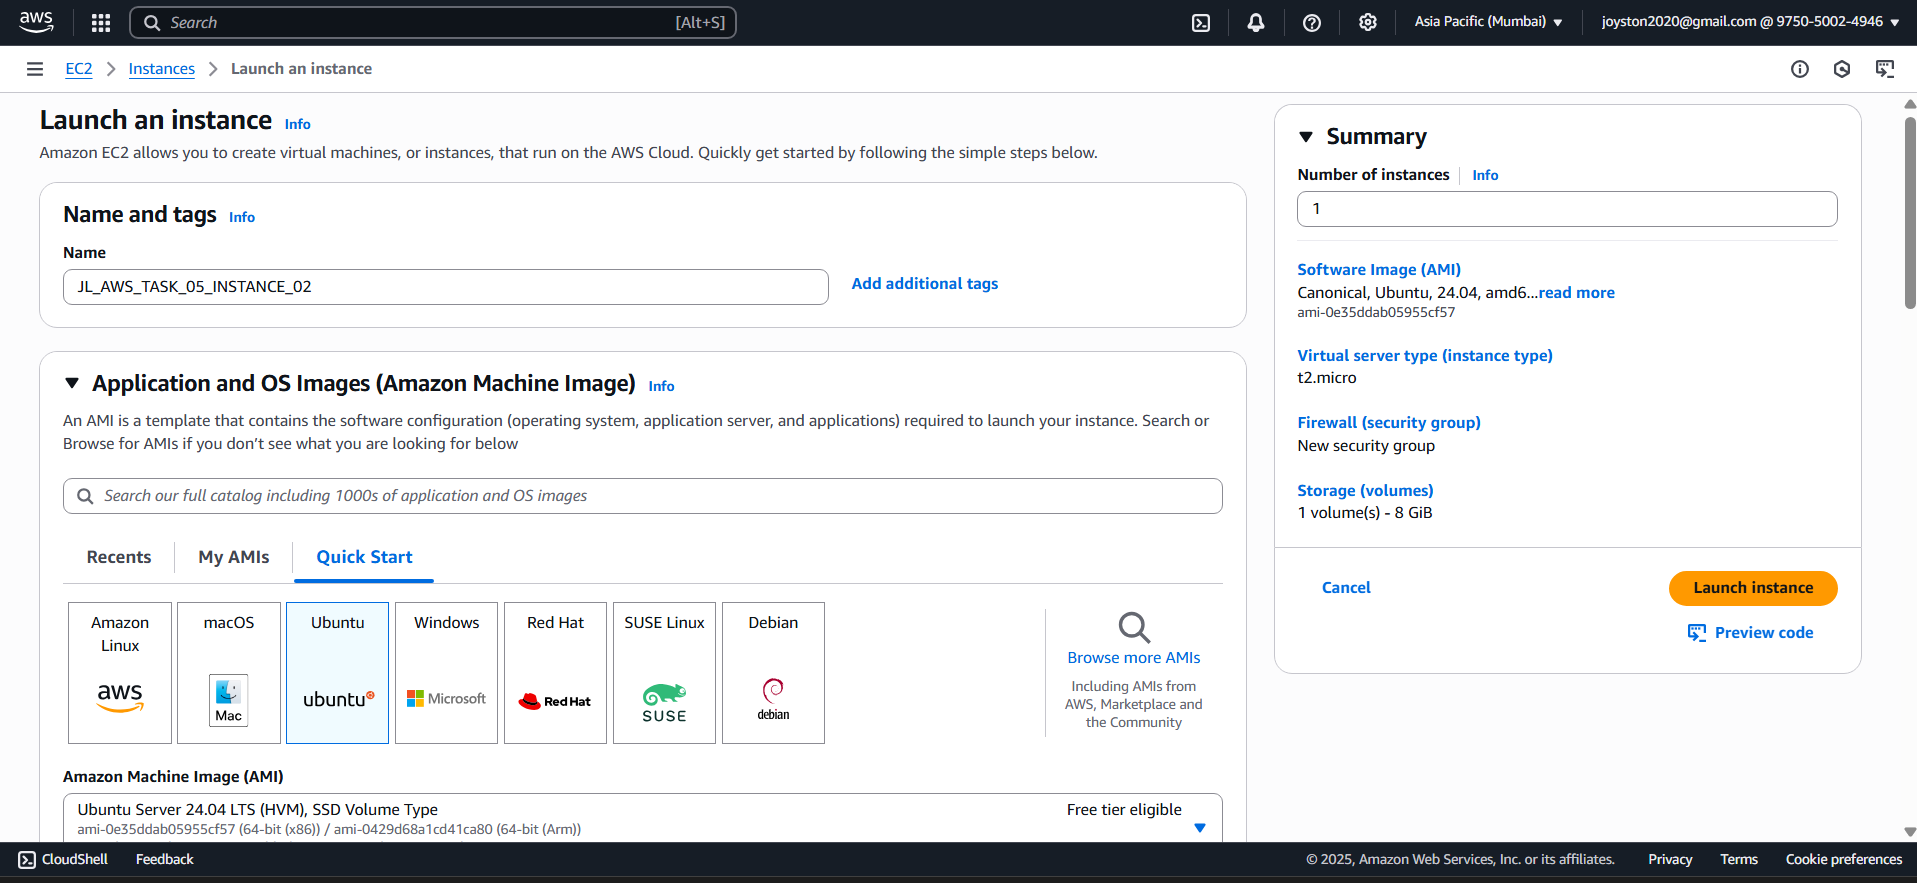 aws
Search [Alt+S]
Asia Pacific (Mumbai)
joyston2020@gmail.com @ 9750-5002-4946
EC2
Instances
Launch an instance
Launch an instance Info
Amazon EC2 allows you to create virtual machines, or instances, that run on the AWS Cloud. Quickly get started by following the simple steps below.
Name and tags Info
Name
JL_AWS_TASK_05_INSTANCE_02
Add additional tags
Application and OS Images (Amazon Machine Image) Info
An AMI is a template that contains the software configuration (operating system, application server, and applications) required to launch your instance. Search or
Browse for AMIs if you don’t see what you are looking for below
Search our full catalog including 1000s of application and OS images
Recents
My AMIs
Quick Start
Amazon
Linux
aws
macOS
Mac
Ubuntu
ubuntu
Windows
Microsoft
Red Hat
Red Hat
SUSE Linux
SUSE
Debian
debian
Browse more AMIs
Including AMIs from
AWS, Marketplace and
the Community
Amazon Machine Image (AMI)
Ubuntu Server 24.04 LTS (HVM), SSD Volume Type
Free tier eligible
ami-0e35ddab05955cf57 (64-bit (x86)) / ami-0429d68a1cd41ca80 (64-bit (Arm))
Summary
Number of instances Info
1
Software Image (AMI)
Canonical, Ubuntu, 24.04, amd6...read more
ami-0e35ddab05955cf57
Virtual server type (instance type)
t2.micro
Firewall (security group)
New security group
Storage (volumes)
1 volume(s) - 8 GiB
Cancel
Launch instance
Preview code
CloudShell
Feedback
© 2025, Amazon Web Services, Inc. or its affiliates.
Privacy
Terms
Cookie preferences